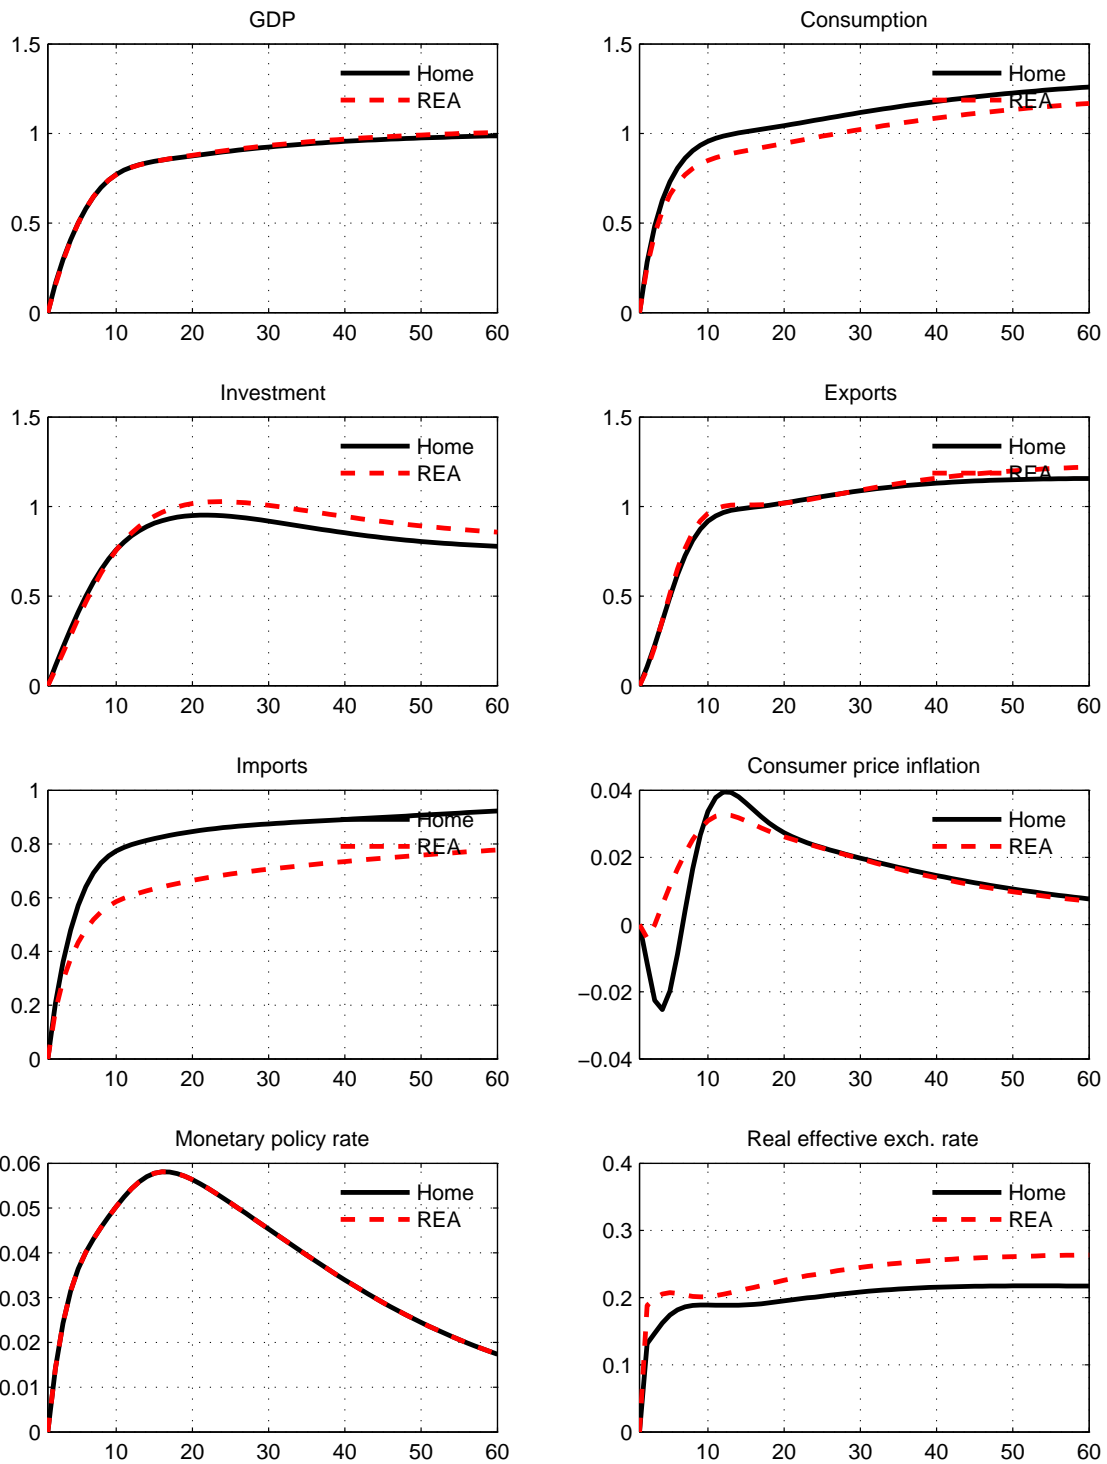 GDP
1.5
1
0.5
0
10 20 30 40 50 60
Home
REA
Consumption
1.5
1
0.5
0
10 20 30 40 50 60
Home
REA
Investment
1.5
1
0.5
0
10 20 30 40 50 60
Home
REA
Exports
1.5
1
0.5
0
10 20 30 40 50 60
Home
REA
Imports
1
0.8
0.6
0.4
0.2
0
10 20 30 40 50 60
Home
REA
Consumer price inflation
0.04
0.02
0
−0.02
−0.04
10 20 30 40 50 60
Home
REA
Monetary policy rate
0.06
0.05
0.04
0.03
0.02
0.01
0
10 20 30 40 50 60
Home
REA
Real effective exch. rate
0.4
0.3
0.2
0.1
0
10 20 30 40 50 60
Home
REA